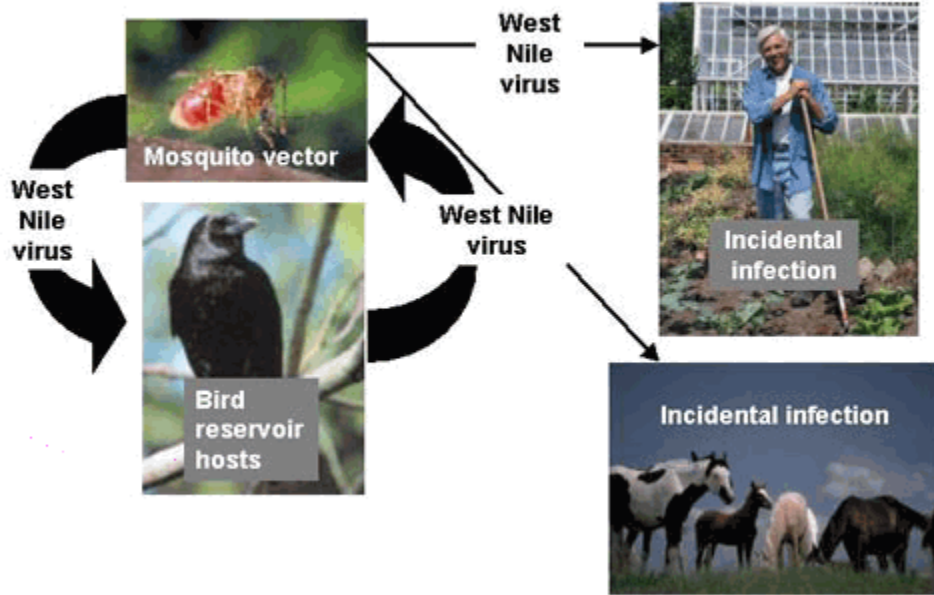 West
Nile
virus
Mosquito vector
West
Nile
virus
West Nile
virus
Incidental
infection
Bird
reservoir
hosts
Incidental infection